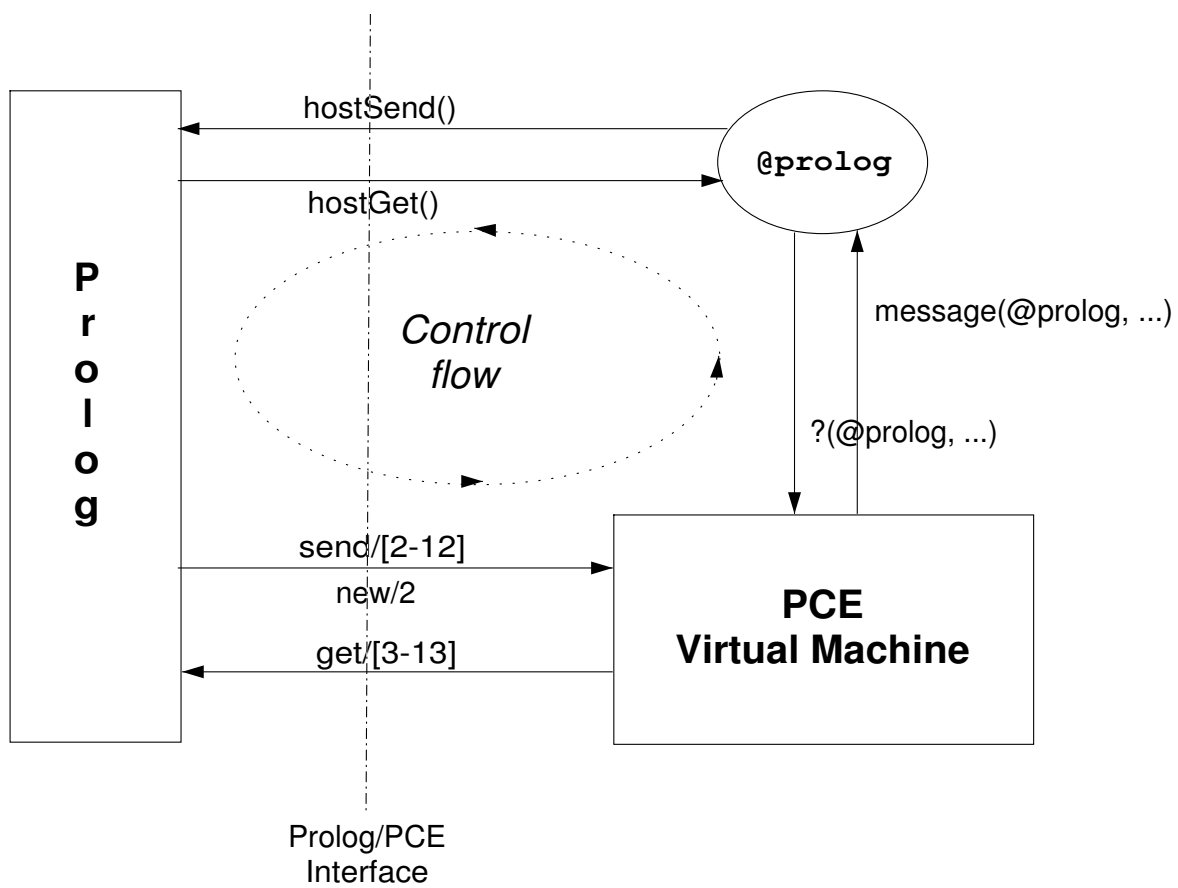 hostSend()
@prolog
hostGet()
Prolog
Control
flow
message(@prolog, ...)
?(@prolog, ...)
send/[2-12]
new/2
get/[3-13]
PCE
Virtual Machine
Prolog/PCE
Interface